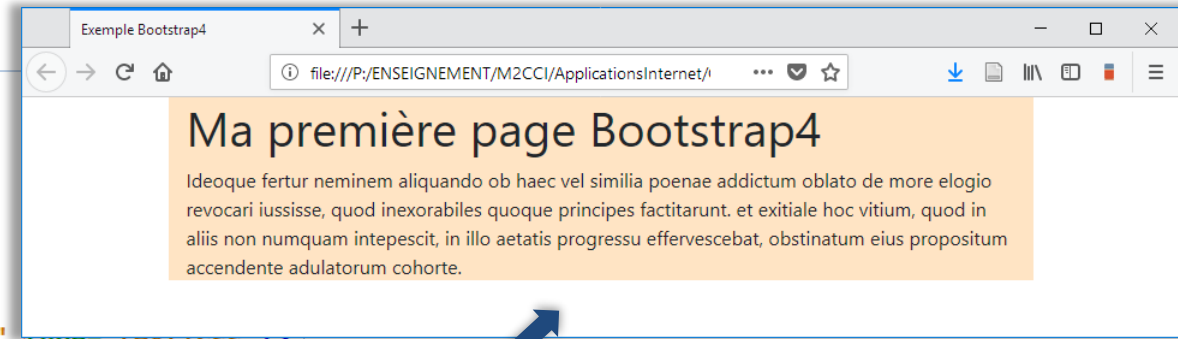 Exemple Bootstrap4
file:///P:/ENSEIGNEMENT/M2CCI/ApplicationsInternet/
Ma première page Bootstrap4
Ideoque fertur neminem aliquando ob haec vel similia poenae addictum oblato de more elogio
revocari iussisse, quod inexorabiles quoque principes factitarunt. et exitiale hoc vitium, quod in
aliis non numquam intepescit, in illo aetatis progressu effervescebat, obstinatum eius propositum
accendente adulatorum cohorte.